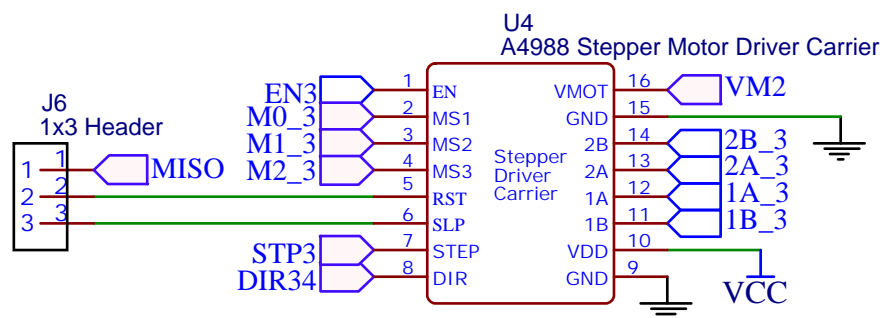 U4
A4988 Stepper Motor Driver Carrier
J6
1x3 Header
1 1 MISO
2 2
3 3
EN3 1 EN
M0_3 2 MS1
M1_3 3 MS2
M2_3 4 MS3
5 RST
6 SLP
STP3 7 STEP
DIR34 8 DIR
Stepper
Driver
Carrier
VMOT 16 VM2
GND 15
2B 14 2B_3
2A 13 2A_3
1A 12 1A_3
1B 11 1B_3
VDD 10
GND 9
VCC